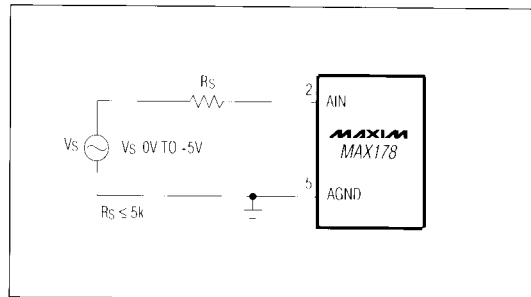 RS
2
AIN
MAXIM
MAX178
VS
VS 0V TO -5V
5
AGND
RS ≤ 5k